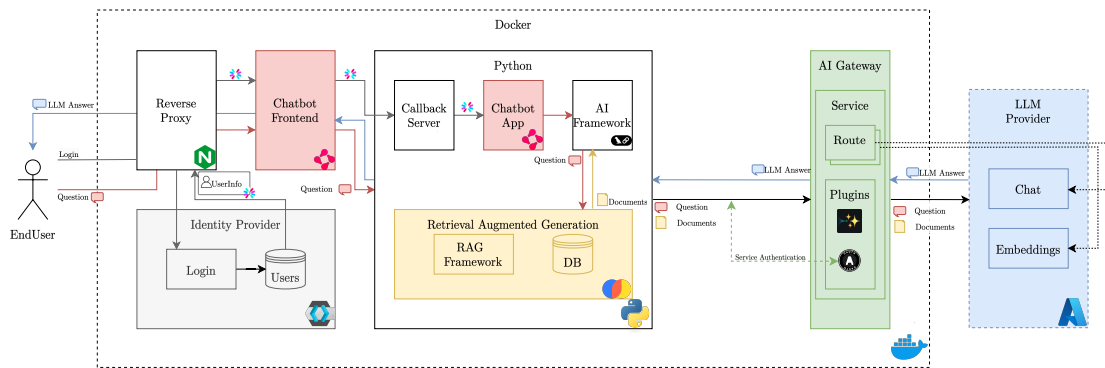 Docker
Python
AI Gateway
LLM
Provider
Reverse
Proxy
Chatbot
Frontend
Callback
Server
Chatbot
App
AI
Framework
Service
Route
Plugins
LLM Answer
Login
Question
EndUser
UserInfo
Question
Question
Documents
LLM Answer
Question
Documents
Service Authentication
LLM Answer
Question
Documents
Chat
Embeddings
Identity Provider
Login
Users
Retrieval Augmented Generation
RAG
Framework
DB